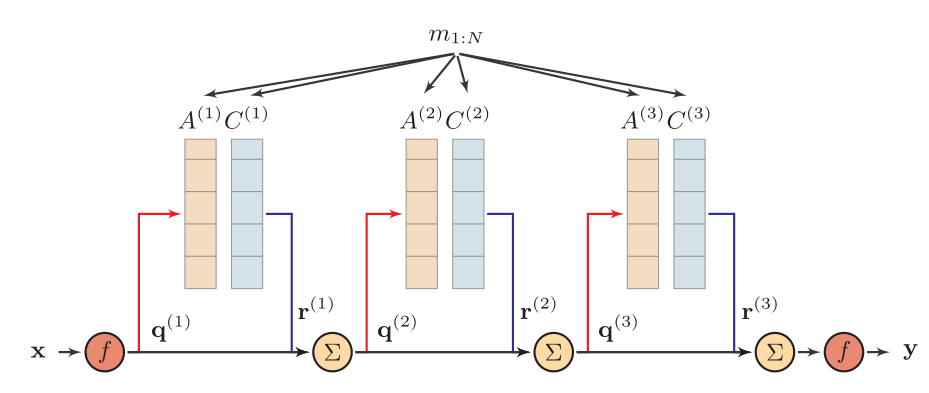 m_{1:N}
A^{(1)} C^{(1)} A^{(2)} C^{(2)} A^{(3)} C^{(3)}
r^{(1)} r^{(2)} r^{(3)}
q^{(1)} q^{(2)} q^{(3)}
x f Σ Σ Σ f y